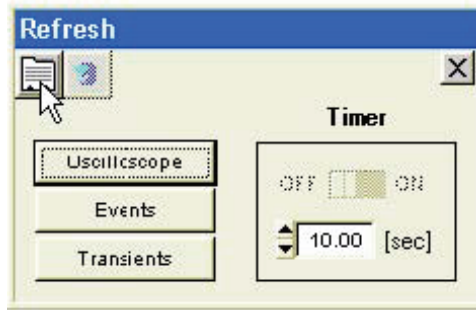 Refresh
Timer
Oscilloscope
OFF ON
Events
10.00 [sec]
Transients